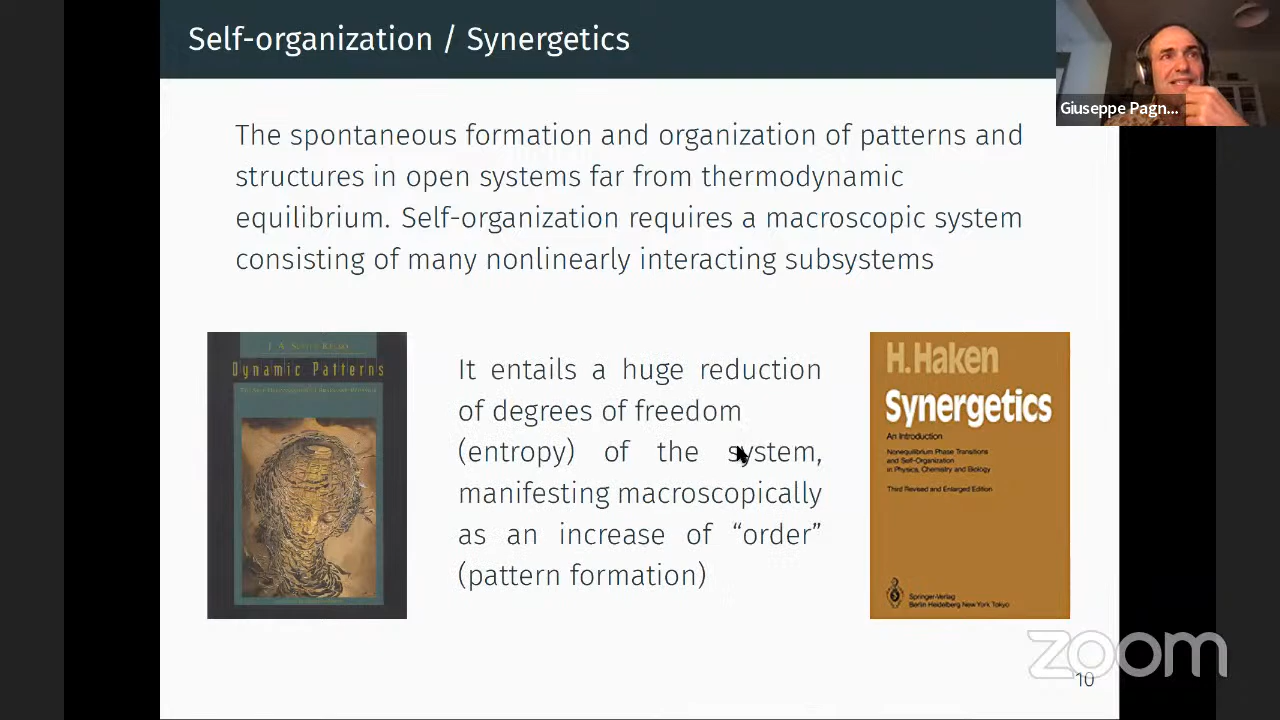 Self-organization / Synergetics
Giuseppe Pagn...
The spontaneous formation and organization of patterns and
structures in open systems far from thermodynamic
equilibrium. Self-organization requires a macroscopic system
consisting of many nonlinearly interacting subsystems
Dynamic Patterns
It entails a huge reduction
of degrees of freedom
(entropy) of the system,
manifesting macroscopically
as an increase of “order”
(pattern formation)
H. Haken
Synergetics
An Introduction
Nonequilibrium Phase Transitions
and Self-Organization
in Physics, Chemistry and Biology
Third Revised and Enlarged Edition
Springer-Verlag
Berlin Heidelberg New York Tokyo
zoom
10